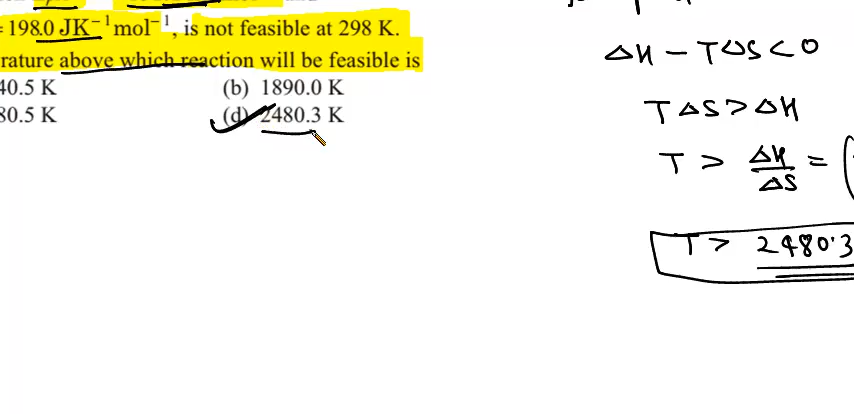 = 198.0 JK⁻¹mol⁻¹, is not feasible at 298 K.
rature above which reaction will be feasible is
40.5 K (b) 1890.0 K
80.5 K (d) 2480.3 K
ΔH - TΔS < 0
TΔS > ΔH
T > ΔH/ΔS = (
T > 2480.3